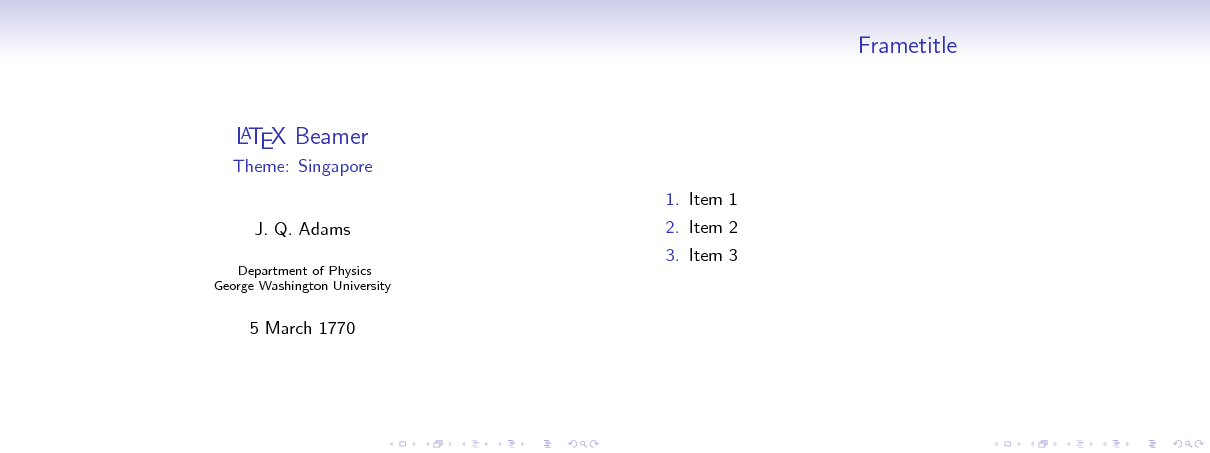 LATEX Beamer
Theme: Singapore
J. Q. Adams
Department of Physics
George Washington University
5 March 1770
Frametitle
1. Item 1
2. Item 2
3. Item 3